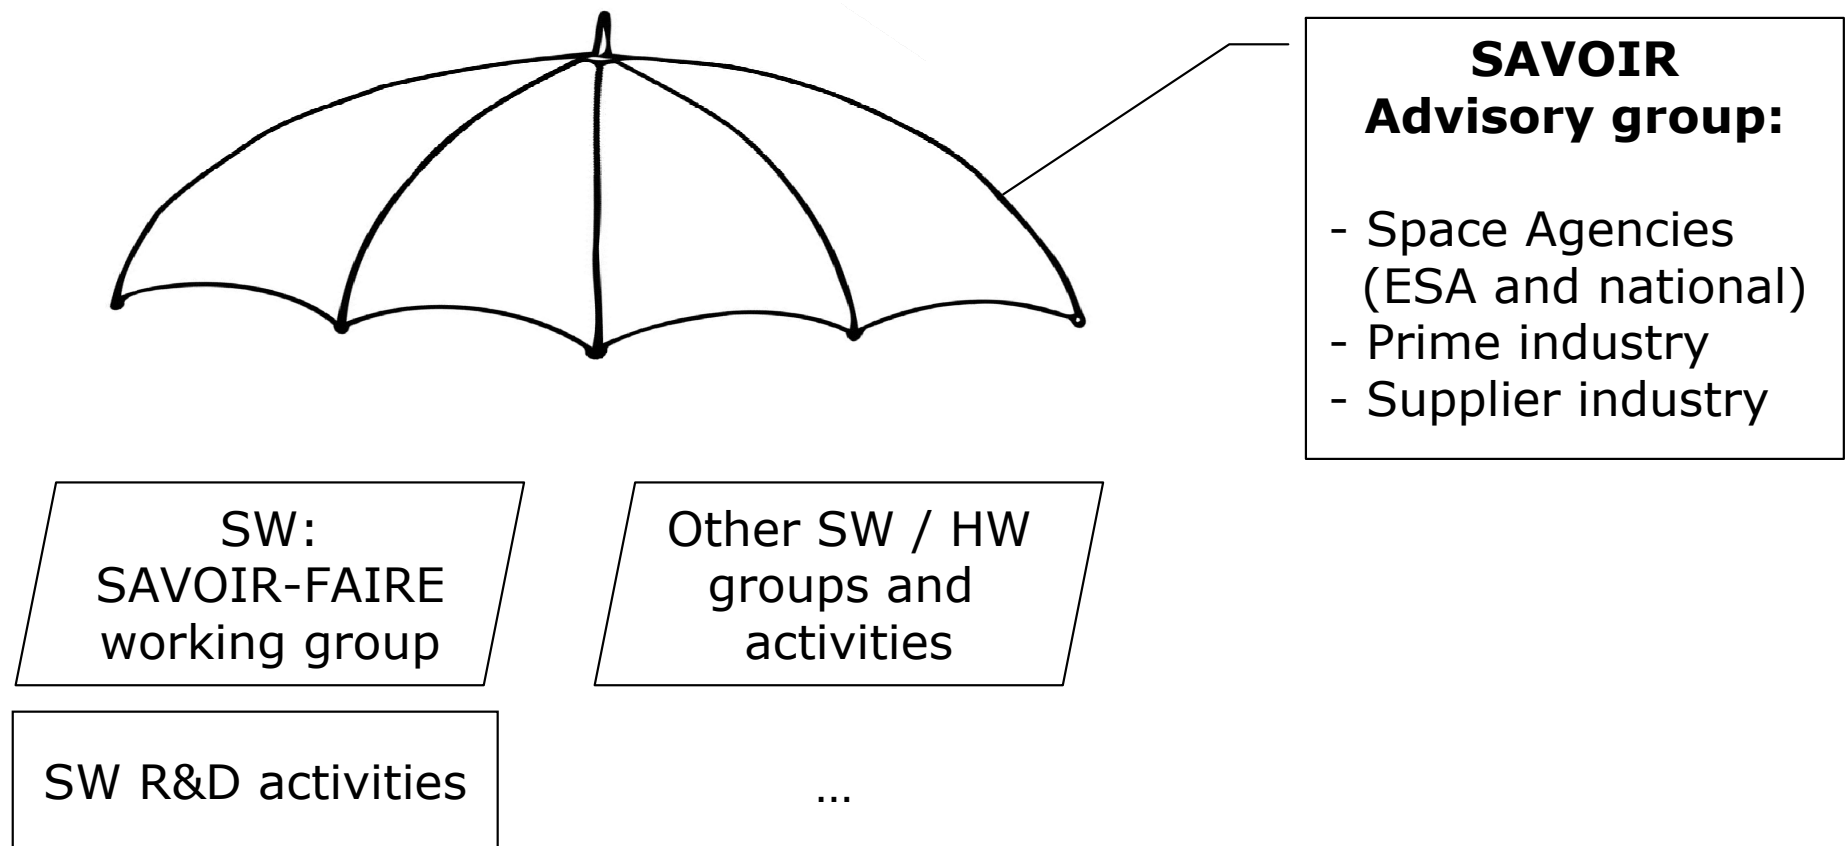 SAVOIR
Advisory group:
- Space Agencies
(ESA and national)
- Prime industry
- Supplier industry
SW:
SAVOIR-FAIRE
working group
Other SW / HW
groups and
activities
SW R&D activities
...